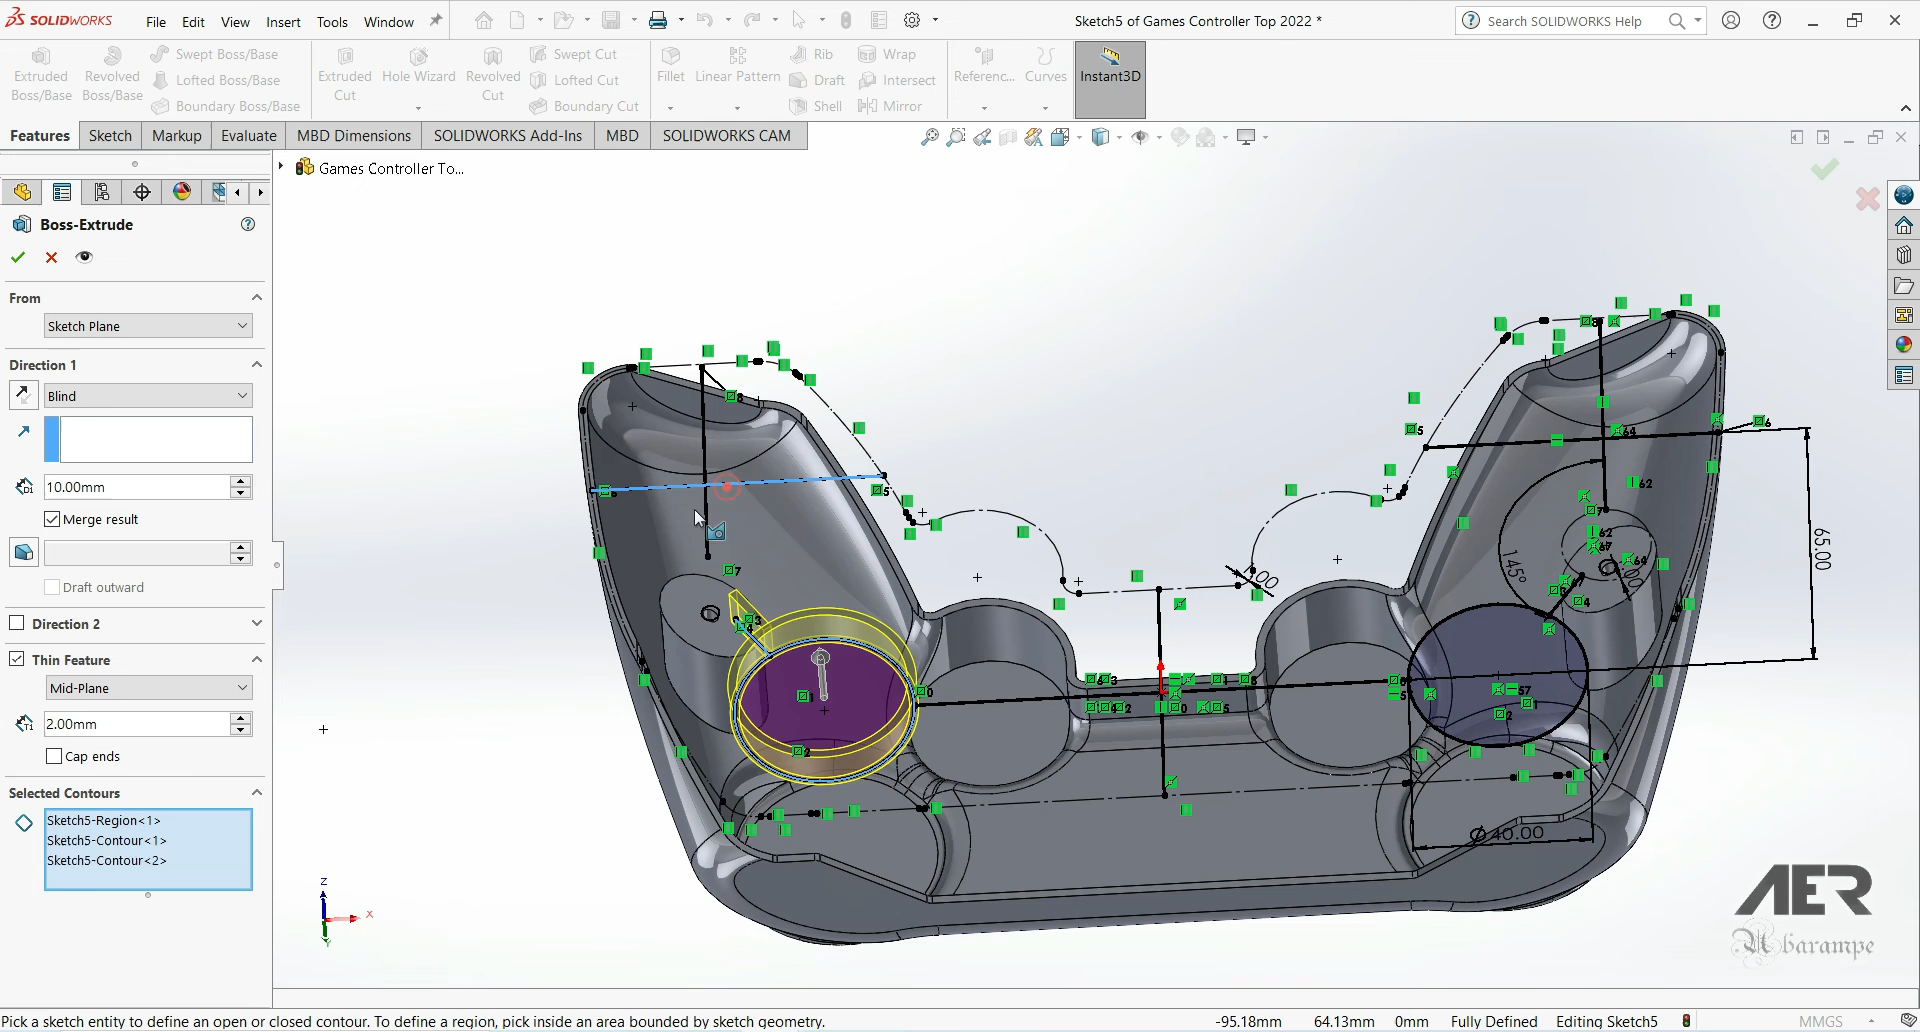 SOLIDWORKS
File Edit View Insert Tools Window
Sketch5 of Games Controller Top 2022 *
Search SOLIDWORKS Help
Extruded Boss/Base
Revolved Boss/Base
Swept Boss/Base
Lofted Boss/Base
Boundary Boss/Base
Extruded Cut
Hole Wizard
Revolved Cut
Swept Cut
Lofted Cut
Boundary Cut
Fillet
Linear Pattern
Rib
Draft
Shell
Wrap
Intersect
Mirror
Referenc...
Curves
Instant3D
Features Sketch Markup Evaluate MBD Dimensions SOLIDWORKS Add-Ins MBD SOLIDWORKS CAM
Games Controller To...
Boss-Extrude
From
Sketch Plane
Direction 1
Blind
10.00mm
Merge result
Draft outward
Direction 2
Thin Feature
Mid-Plane
2.00mm
Cap ends
Selected Contours
Sketch5-Region<1>
Sketch5-Contour<1>
Sketch5-Contour<2>
65.00
145°
Ø40.00
Z
X
Y
AER
Abarampe
Pick a sketch entity to define an open or closed contour. To define a region, pick inside an area bounded by sketch geometry.
-95.18mm 64.13mm 0mm Fully Defined Editing Sketch5 MMGS